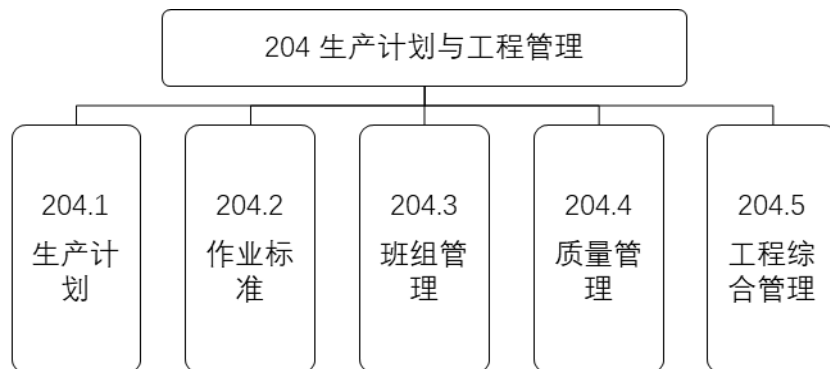 204 生产计划与工程管理
204.1
生产计
划
204.2
作业标
准
204.3
班组管
理
204.4
质量管
理
204.5
工程综
合管理